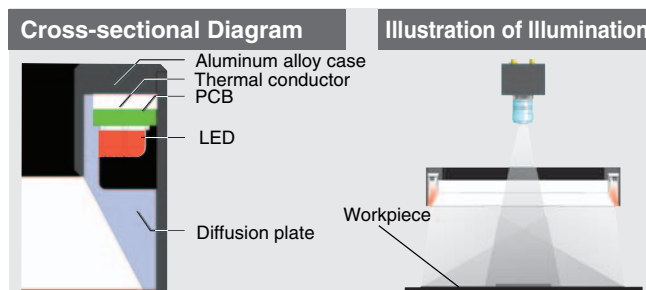 Cross-sectional Diagram
Aluminum alloy case
Thermal conductor
PCB
LED
Diffusion plate
Illustration of Illumination
Workpiece